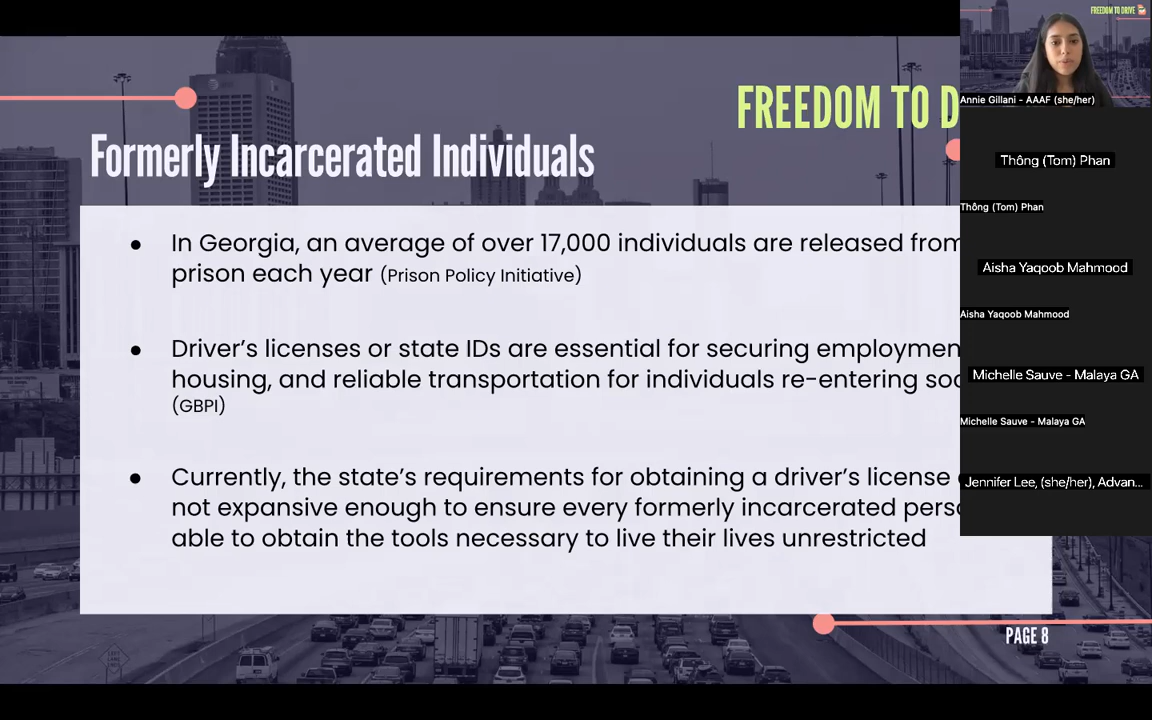 FREEDOM TO D
Formerly Incarcerated Individuals
● In Georgia, an average of over 17,000 individuals are released from
prison each year (Prison Policy Initiative)
● Driver's licenses or state IDs are essential for securing employmen
housing, and reliable transportation for individuals re-entering soc
(GBPI)
● Currently, the state's requirements for obtaining a driver's license
not expansive enough to ensure every formerly incarcerated perso
able to obtain the tools necessary to live their lives unrestricted
PAGE 8
FREEDOM TO DRIVE
Annie Gillani - AAAF (she/her)
Thông (Tom) Phan
Thông (Tom) Phan
Aisha Yaqoob Mahmood
Aisha Yaqoob Mahmood
Michelle Sauve - Malaya GA
Michelle Sauve - Malaya GA
Jennifer Lee, (she/her), Advan...